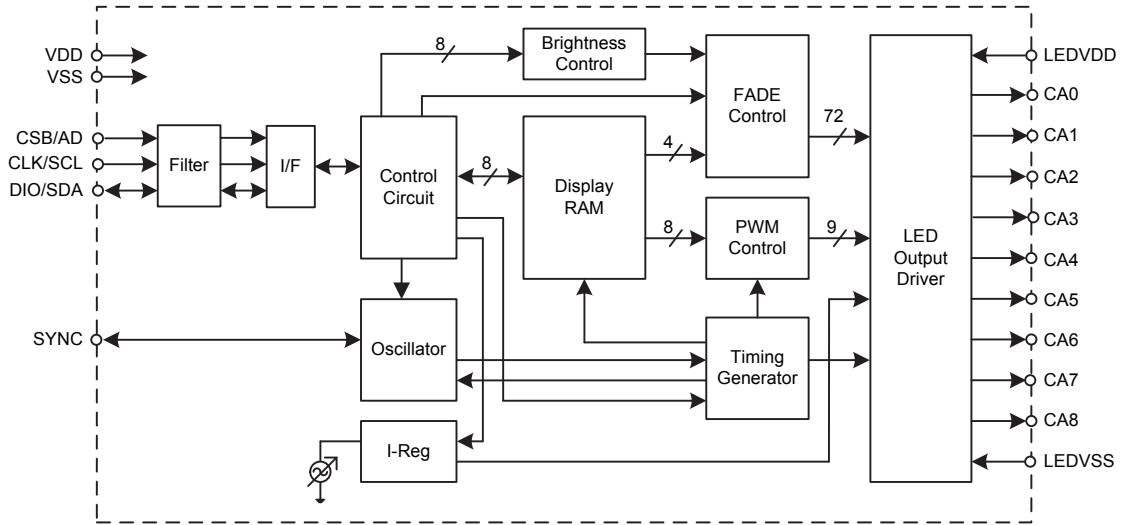 VDD
VSS
CSB/AD
CLK/SCL
DIO/SDA
SYNC
Filter
I/F
Control
Circuit
Oscillator
I-Reg
8
Brightness
Control
8
Display
RAM
4
8
FADE
Control
PWM
Control
Timing
Generator
72
9
LED
Output
Driver
LEDVDD
CA0
CA1
CA2
CA3
CA4
CA5
CA6
CA7
CA8
LEDVSS